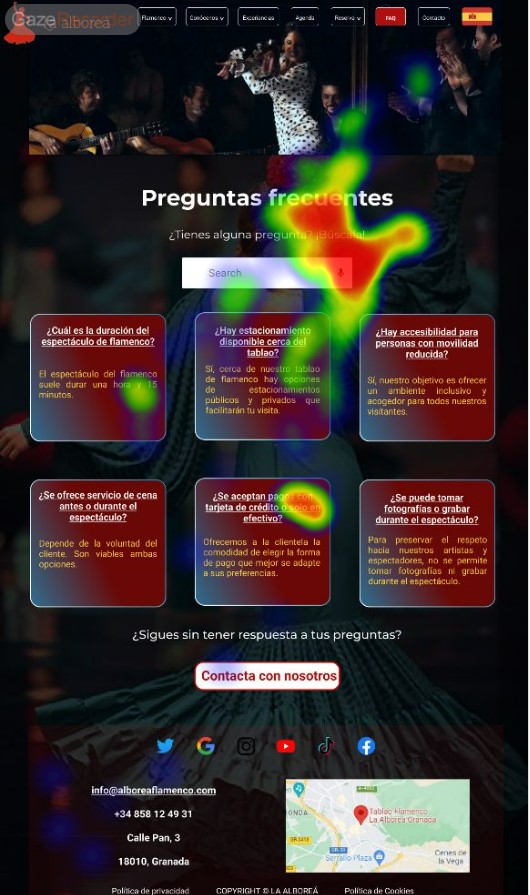 GazeRecorder
alborea
Flamenco
Conócenos
Experiencias
Agenda
Reserva
FAQ
Contacto
Preguntas frecuentes
¿Tienes alguna pregunta? ¡Búscala!
Search
¿Cuál es la duración del
espectáculo de flamenco?
El espectáculo del flamenco
suele durar una hora y 15
minutos.
¿Hay estacionamiento
disponible cerca del
tablao?
Sí, cerca de nuestro tablao
de flamenco hay opciones
de estacionamientos
públicos y privados que
facilitarán tu visita.
¿Hay accesibilidad para
personas con movilidad
reducida?
Sí, nuestro objetivo es ofrecer
un ambiente inclusivo y
acogedor para todos nuestros
visitantes.
¿Se ofrece servicio de cena
antes o durante el
espectáculo?
Depende de la voluntad del
cliente. Son viables ambas
opciones.
¿Se aceptan pagos con
tarjeta de crédito o solo en
efectivo?
Ofrecemos a la clientela la
comodidad de elegir la forma
de pago que mejor se adapte
a sus preferencias.
¿Se puede tomar
fotografías o grabar
durante el espectáculo?
Para preservar el respeto
hacia nuestros artistas y
espectadores, no se permite
tomar fotografías ni grabar
durante el espectáculo.
¿Sigues sin tener respuesta a tus preguntas?
Contacta con nosotros
info@alboreaflamenco.com
+34 858 12 49 31
Calle Pan, 3
18010, Granada
Tablao Flamenco
La Alboreá Granada
Serrallo Plaza
Cenes de
la Vega
Política de privacidad
COPYRIGHT © LA ALBOREÁ
Política de Cookies